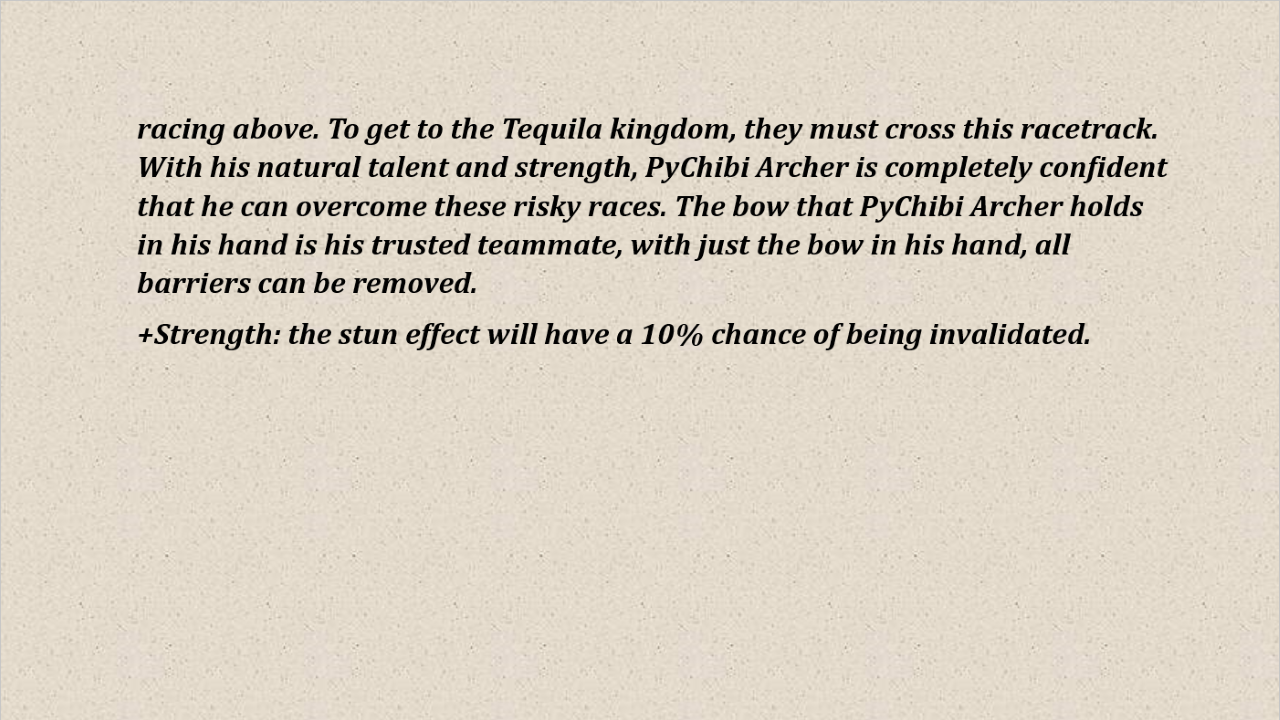 racing above. To get to the Tequila kingdom, they must cross this racetrack.
With his natural talent and strength, PyChibi Archer is completely confident
that he can overcome these risky races. The bow that PyChibi Archer holds
in his hand is his trusted teammate, with just the bow in his hand, all
barriers can be removed.
+Strength: the stun effect will have a 10% chance of being invalidated.